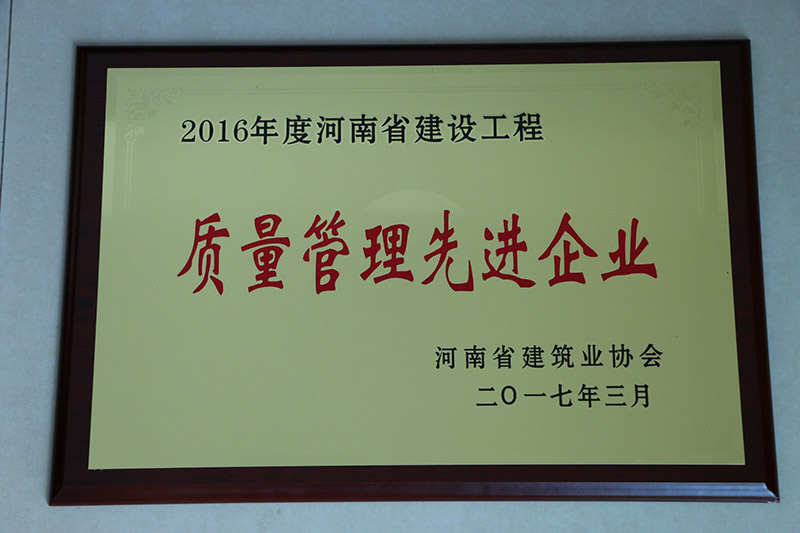 2016年度河南省建设工程
质量管理先进企业
河南省建筑业协会
二〇一七年三月